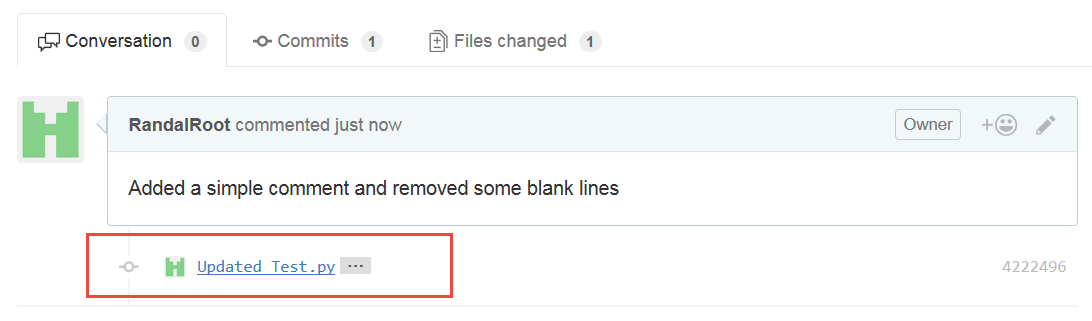 Conversation 0 Commits 1 Files changed 1
RandalRoot commented just now Owner +
Added a simple comment and removed some blank lines
Updated Test.py ... 4222496